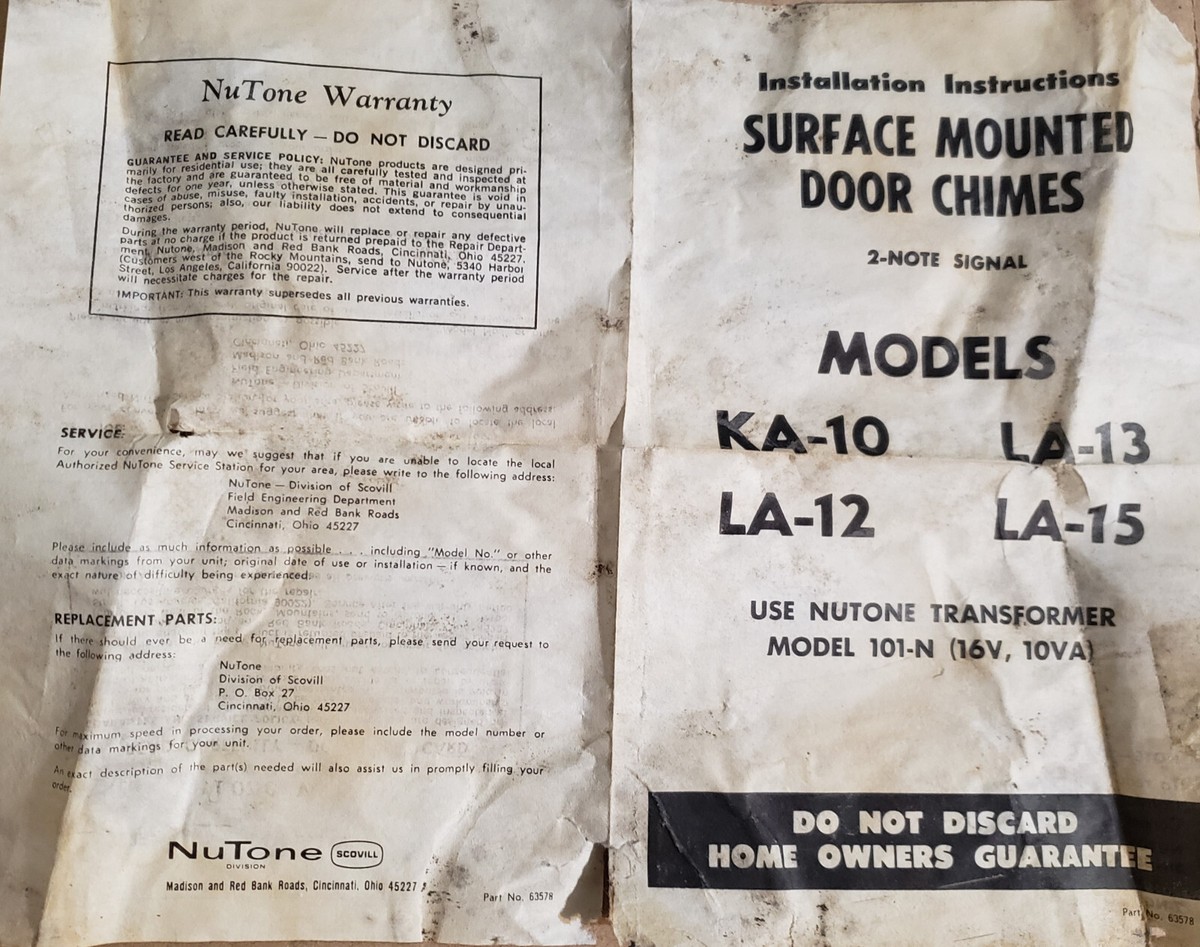 NuTone Warranty
READ CAREFULLY — DO NOT DISCARD
GUARANTEE AND SERVICE POLICY: NuTone products are designed pri-
marily for residential use; they are all carefully tested and inspected at
the factory and are guaranteed to be free of material and workmanship
defects for one year, unless otherwise stated. This guarantee is void in
cases of abuse, misuse, faulty installation, accidents, or repair by unau-
thorized persons; also, our liability does not extend to consequential
damages.
During the warranty period, NuTone will replace or repair any defective
parts at no charge if the product is returned prepaid to the Repair Depart-
ment, Nutone, Madison and Red Bank Roads, Cincinnati, Ohio 45227.
(Customers west of the Rocky Mountains, send to Nutone, 5340 Harbor
Street, Los Angeles, California 90022). Service after the warranty period
will necessitate charges for the repair.
IMPORTANT: This warranty supersedes all previous warranties.
SERVICE:
For your convenience, may we suggest that if you are unable to locate the local
Authorized NuTone Service Station for your area, please write to the following address:
NuTone — Division of Scovill
Field Engineering Department
Madison and Red Bank Roads
Cincinnati, Ohio 45227
Please include as much information as possible . . . including "Model No." or other
data markings from your unit; original date of use or installation — if known, and the
exact nature of difficulty being experienced.
REPLACEMENT PARTS:
If there should ever be a need for replacement parts, please send your request to
the following address:
NuTone
Division of Scovill
P. O. Box 27
Cincinnati, Ohio 45227
For maximum speed in processing your order, please include the model number or
other data markings for your unit.
An exact description of the part(s) needed will also assist us in promptly filling your
order.
NuTone SCOVILL
DIVISION
Madison and Red Bank Roads, Cincinnati, Ohio 45227
Part No. 63578
Installation Instructions
SURFACE MOUNTED
DOOR CHIMES
2-NOTE SIGNAL
MODELS
KA-10 LA-13
LA-12 LA-15
USE NUTONE TRANSFORMER
MODEL 101-N (16V, 10VA)
DO NOT DISCARD
HOME OWNERS GUARANTEE
Part No. 63578